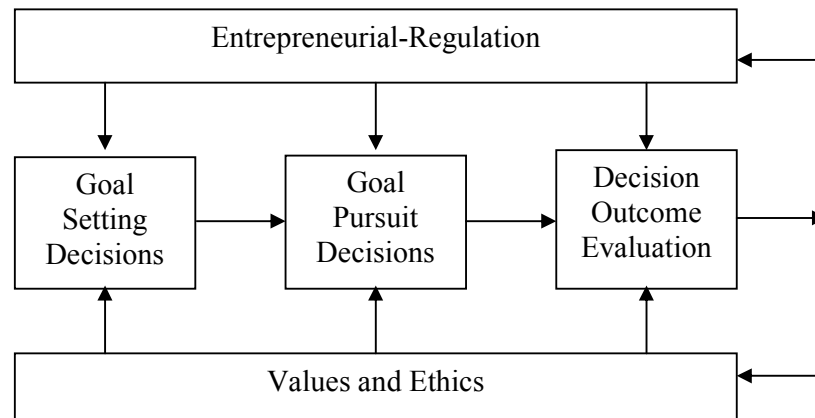 Entrepreneurial-Regulation
Goal
Setting
Decisions
Goal
Pursuit
Decisions
Decision
Outcome
Evaluation
Values and Ethics